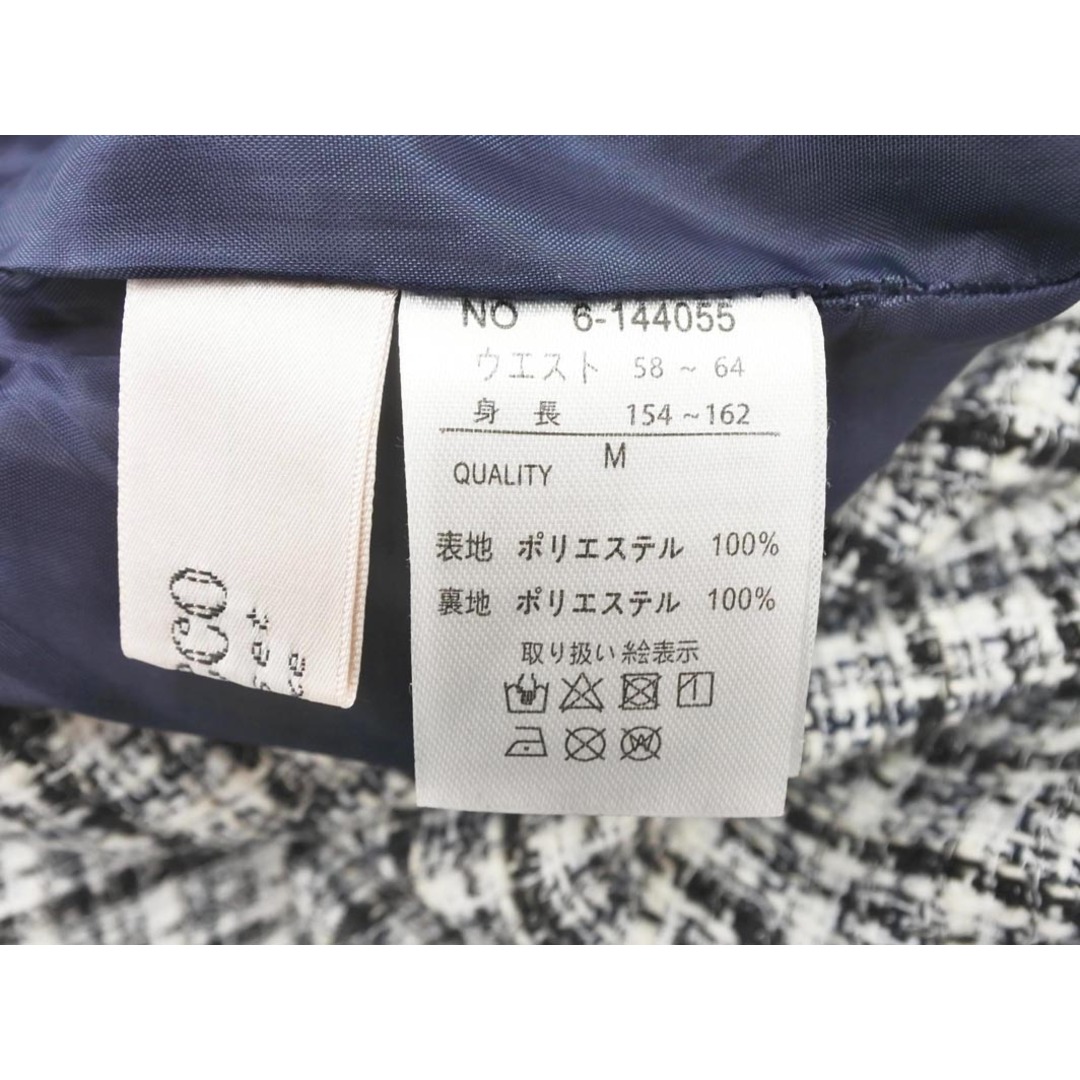 NO 6-144055
ウエスト 58 ~ 64
身 長 154 ~ 162
M
QUALITY
表地 ポリエステル 100%
裏地 ポリエステル 100%
取り扱い絵表示